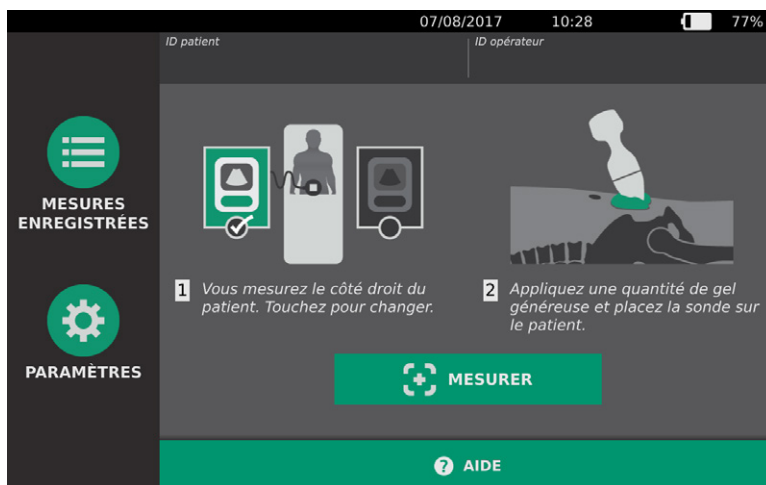 07/08/2017 10:28 77%
ID patient
ID opérateur
MESURES
ENREGISTRÉES
PARAMÈTRES
1 Vous mesurez le côté droit du
patient. Touchez pour changer.
2 Appliquez une quantité de gel
généreuse et placez la sonde sur
le patient.
MESURER
? AIDE